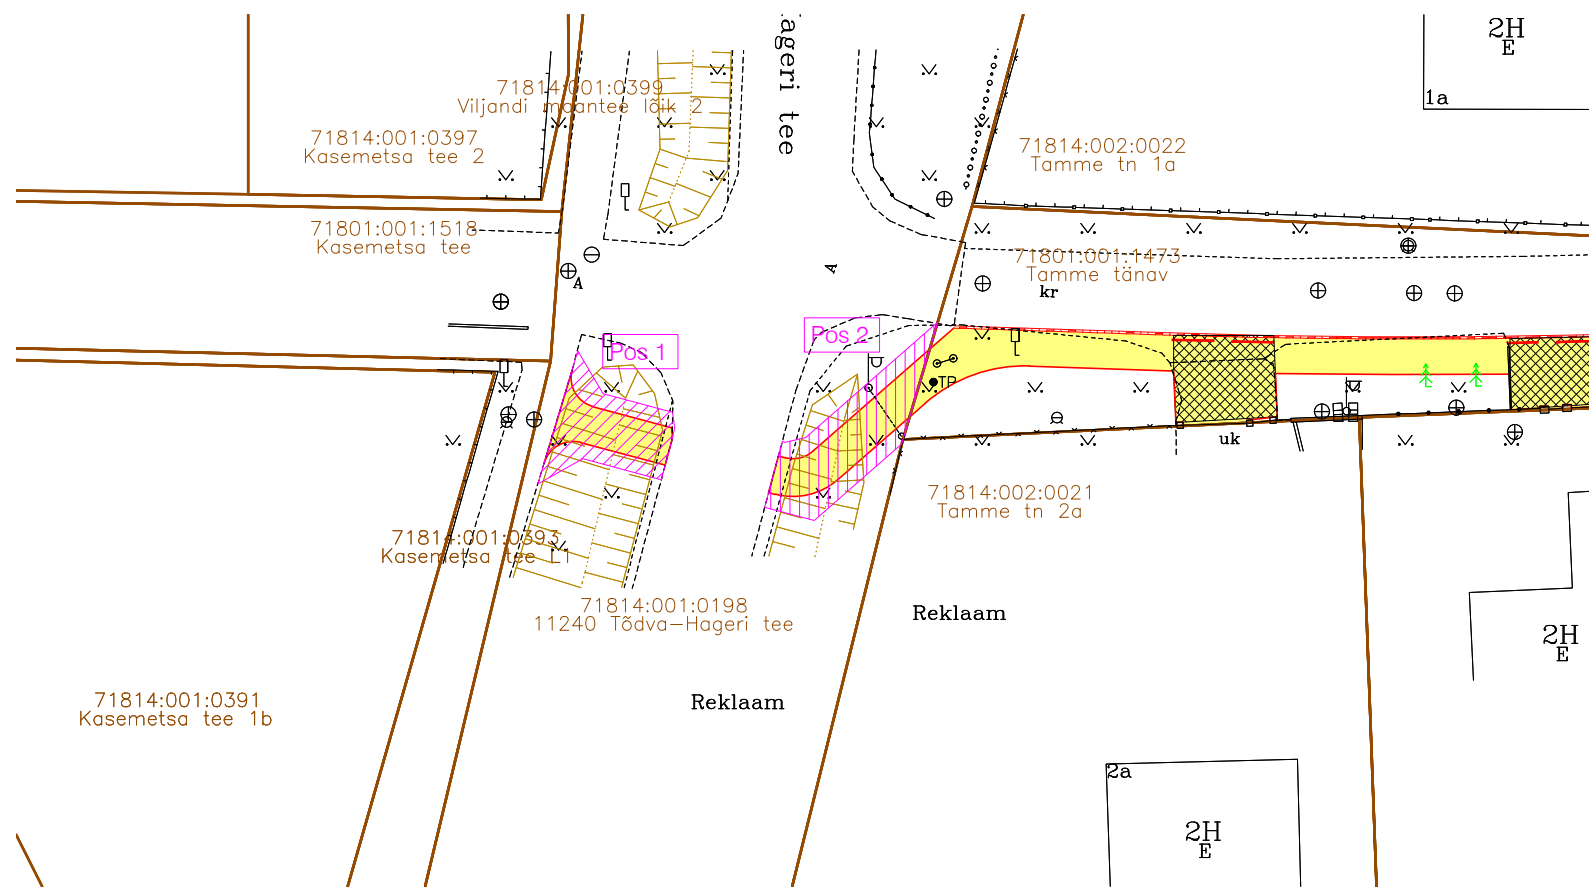 2H
E
1a
ageri tee
71814:001:0399
Viljandi maantee lõik 2
71814:001:0397
Kasemetsa tee 2
71814:002:0022
Tamme tn 1a
71801:001:1518
Kasemetsa tee
71801:001:1473
Tamme tänav
A
A
kr
Pos 1
Pos 2
TP
uk
71814:002:0021
Tamme tn 2a
71814:001:0393
Kasemetsa tee L1
71814:001:0198
11240 Tõdva-Hageri tee
Reklaam
2H
E
71814:001:0391
Kasemetsa tee 1b
Reklaam
2a
2H
E